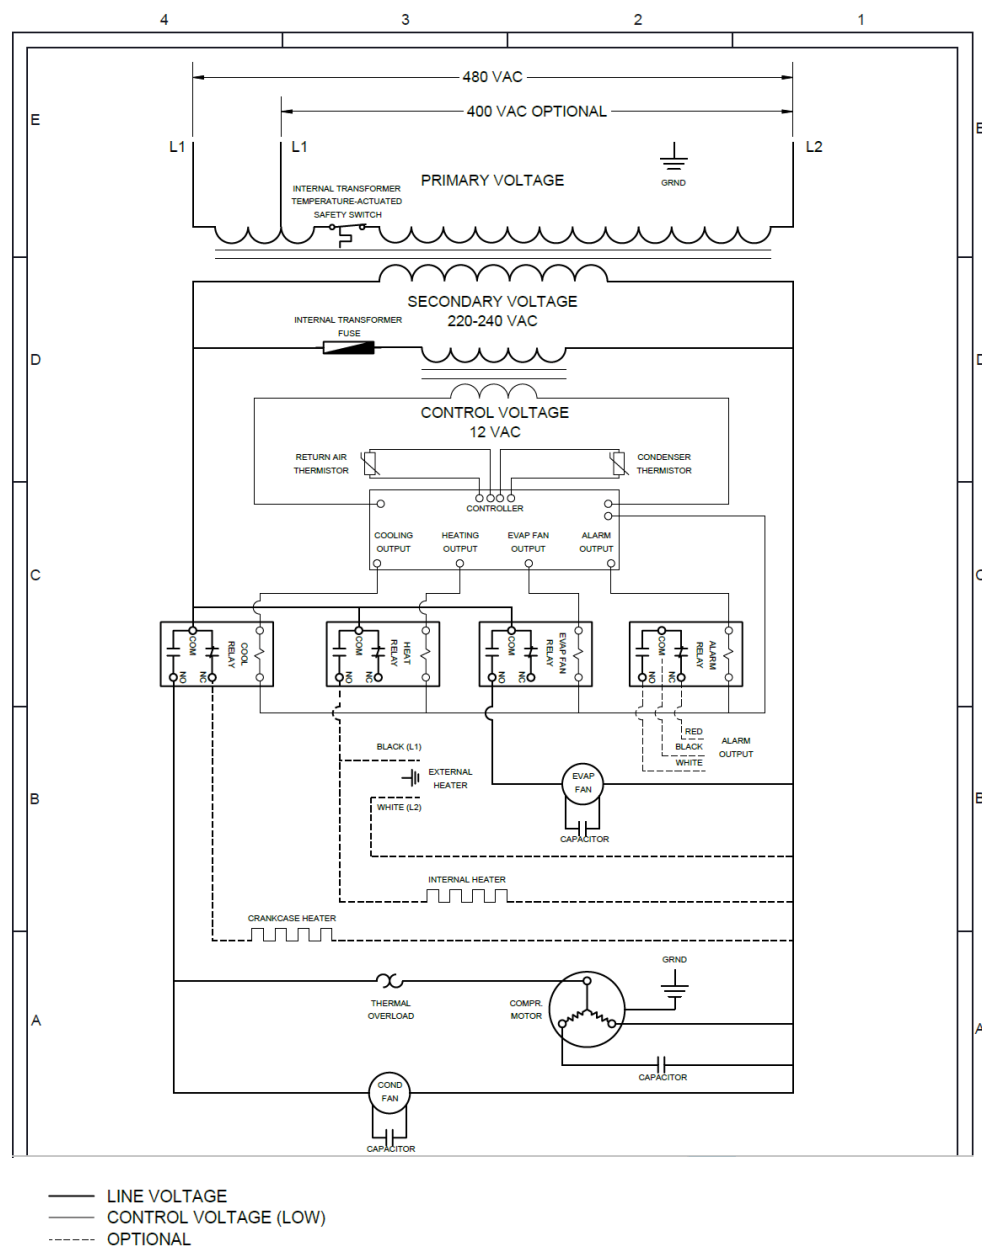 4 3 2 1
480 VAC
E
400 VAC OPTIONAL
E
L1 L1 L2
PRIMARY VOLTAGE
GRND
INTERNAL TRANSFORMER
TEMPERATURE-ACTUATED
SAFETY SWITCH
SECONDARY VOLTAGE
220-240 VAC
INTERNAL TRANSFORMER
FUSE
D D
CONTROL VOLTAGE
12 VAC
RETURN AIR
THERMISTOR
CONDENSER
THERMISTOR
CONTROLLER
COOLING
OUTPUT
HEATING
OUTPUT
EVAP FAN
OUTPUT
ALARM
OUTPUT
C C
COM
NO
NC
COOL
RELAY
COM
NO
NC
HEAT
RELAY
COM
NO
NC
EVAP FAN
RELAY
COM
NO
NC
ALARM
RELAY
RED
BLACK
WHITE
ALARM
OUTPUT
BLACK (L1)
EXTERNAL
HEATER
WHITE (L2)
EVAP
FAN
CAPACITOR
B B
INTERNAL HEATER
CRANKCASE HEATER
GRND
THERMAL
OVERLOAD
COMPR.
MOTOR
A A
CAPACITOR
COND
FAN
CAPACITOR
LINE VOLTAGE
CONTROL VOLTAGE (LOW)
OPTIONAL